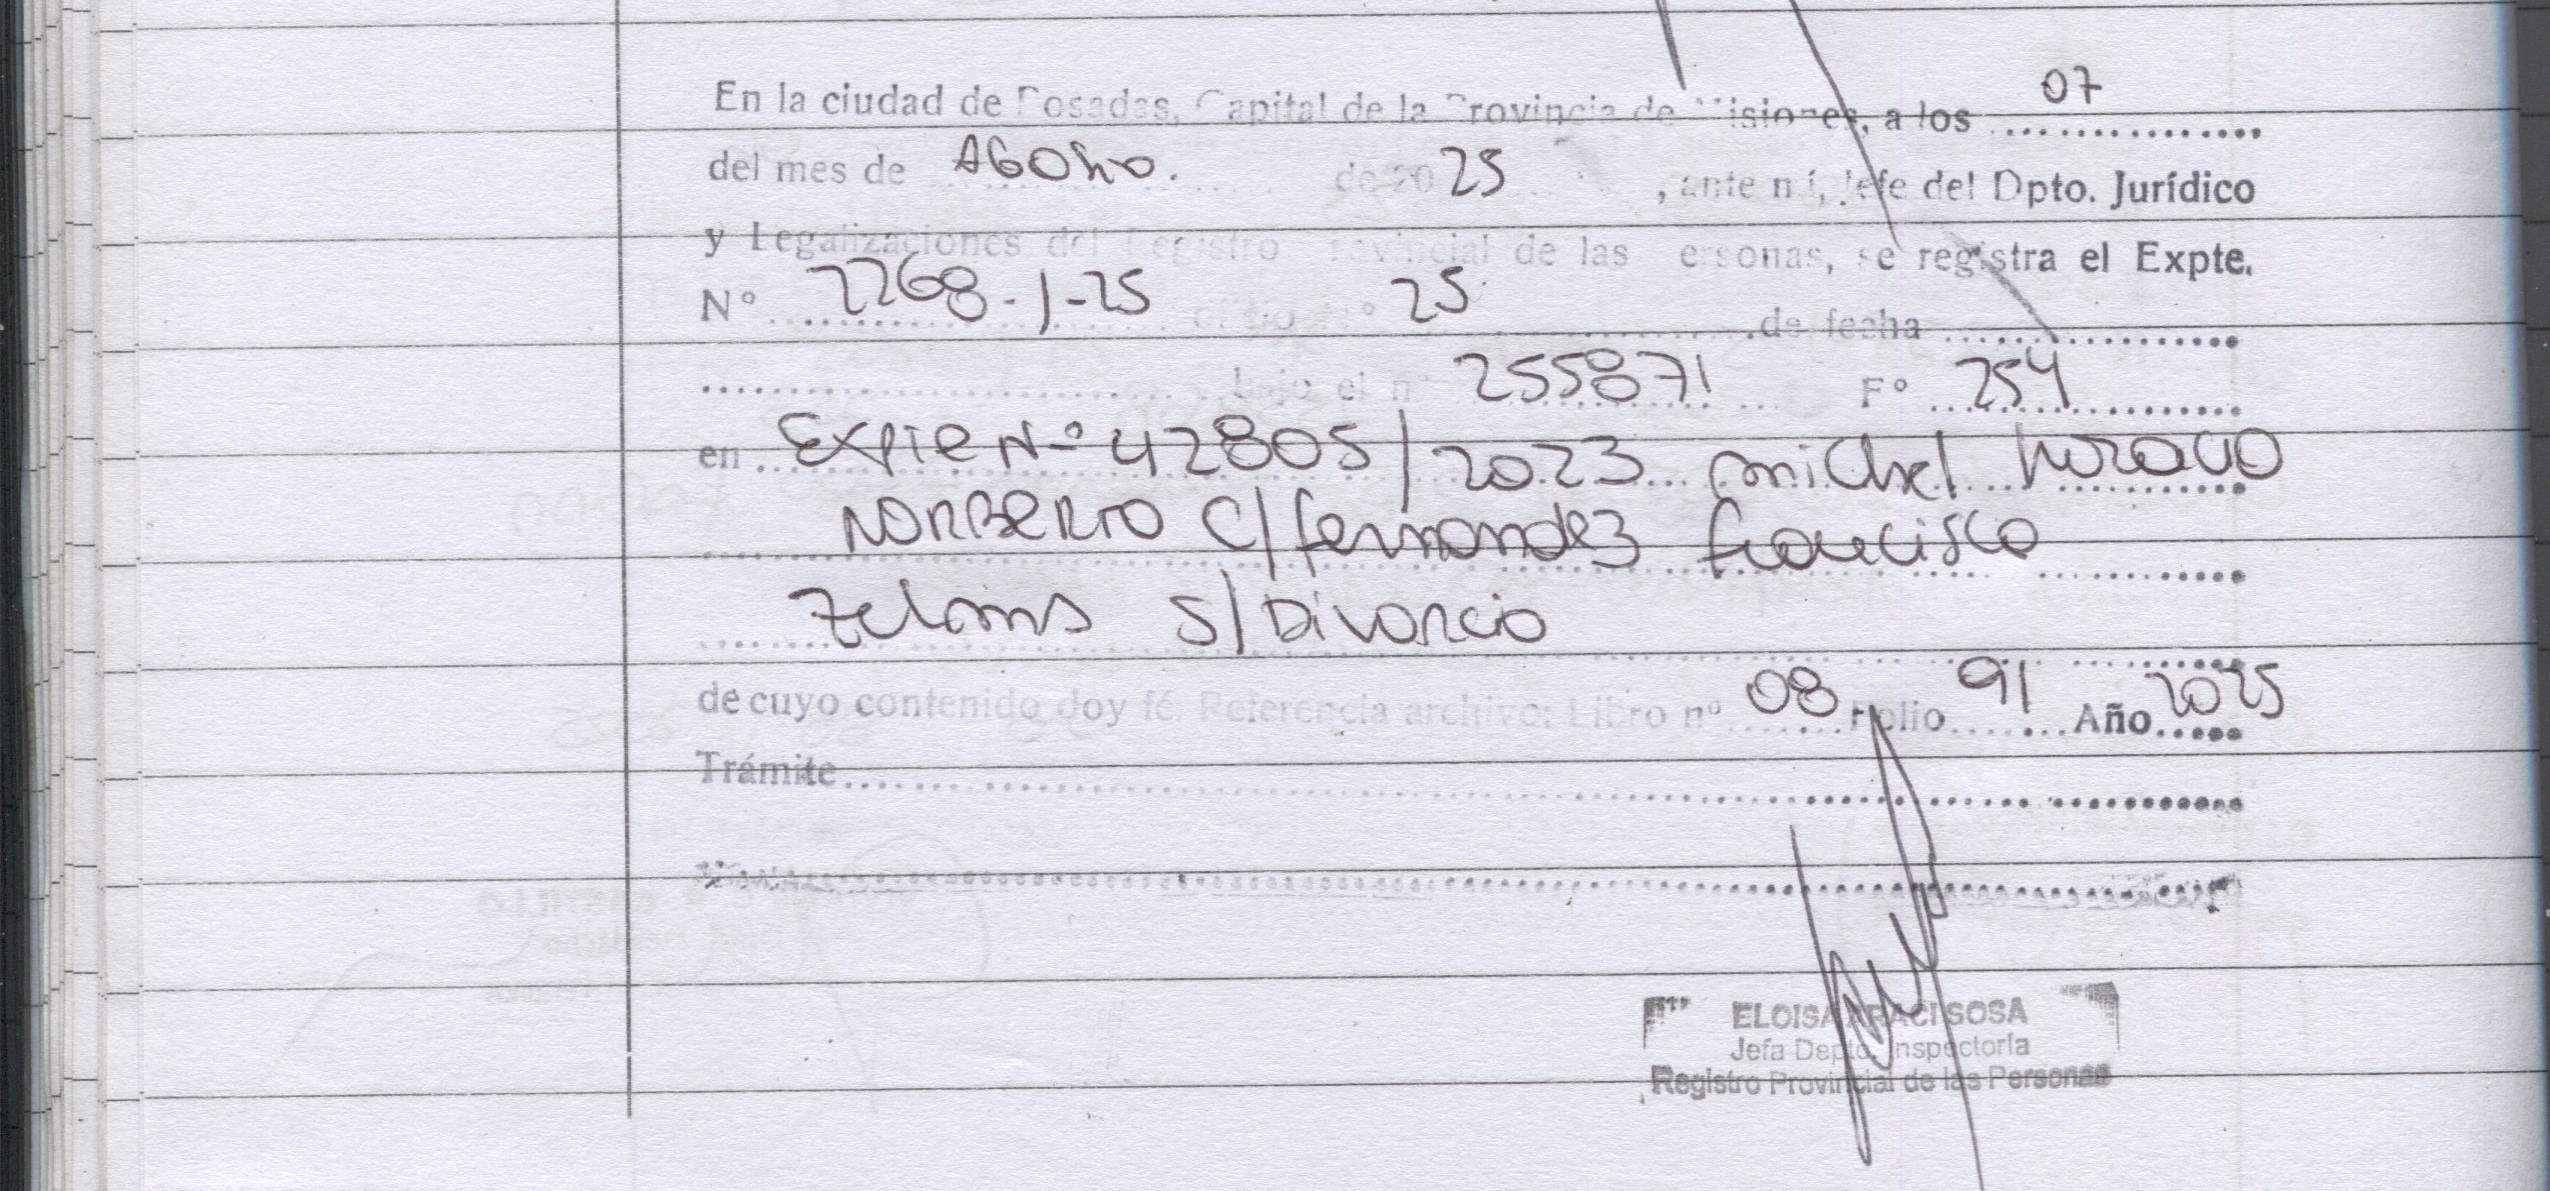 En la ciudad de Posadas, Capital de la Provincia de Misiones, a los 07
del mes de AGOSTO. de 20 25, ante mí, Jefe del Dpto. Jurídico
y Legalizaciones del Registro Provincial de las Personas, se registra el Expte.
N° 2268-J-25 oficio N° 25 de fecha
bajo el n° 255871 F° 254
en Expte N° 42805/2023 michel horacio
NORBERTO C/ fernandez francisca
S/ Divorcio
de cuyo contenido doy fé. Referencia archivo: Libro n° 08 Folio 91 Año 2025
Trámite
ELOISA ARACI SOSA
Jefa Depto. Inspectoría
Registro Provincial de las Personas